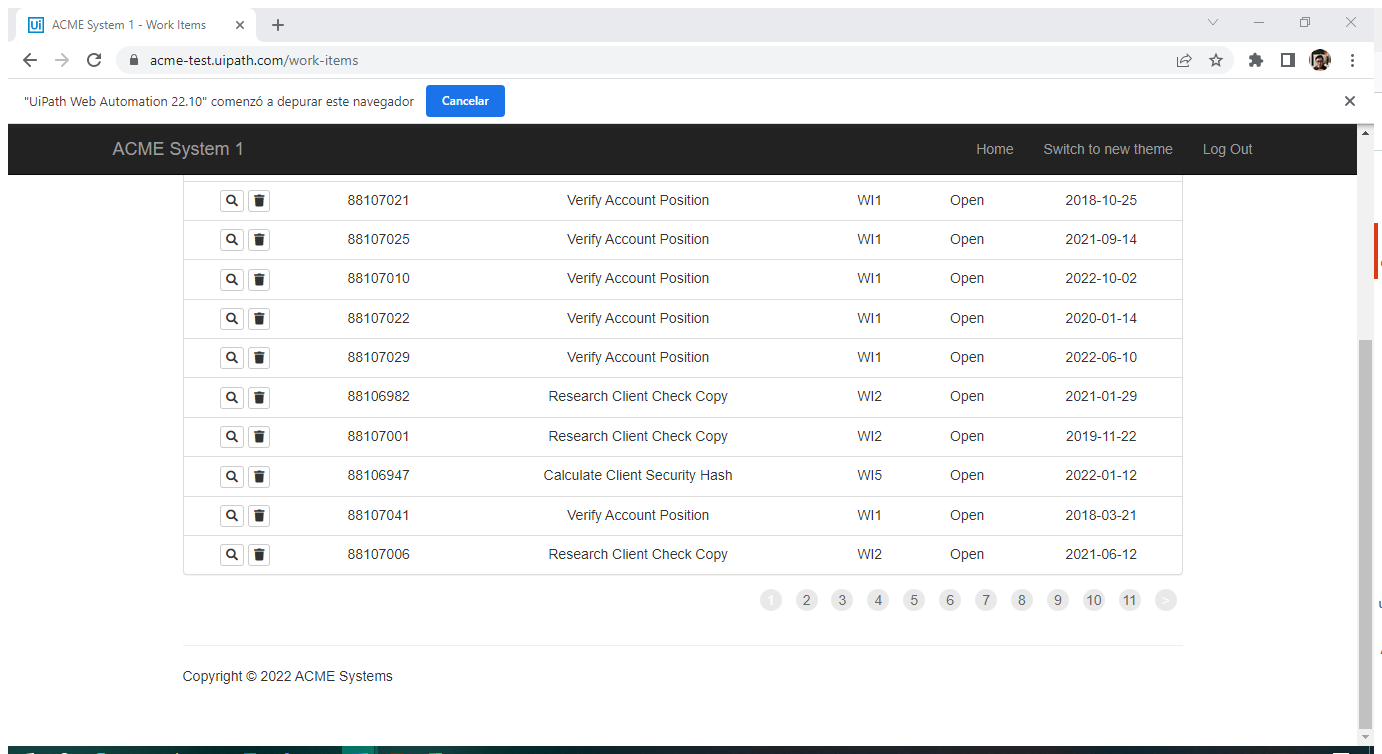 Ui ACME System 1 - Work Items
acme-test.uipath.com/work-items
"UiPath Web Automation 22.10" comenzó a depurar este navegador Cancelar
ACME System 1 Home Switch to new theme Log Out
88107021 Verify Account Position WI1 Open 2018-10-25
88107025 Verify Account Position WI1 Open 2021-09-14
88107010 Verify Account Position WI1 Open 2022-10-02
88107022 Verify Account Position WI1 Open 2020-01-14
88107029 Verify Account Position WI1 Open 2022-06-10
88106982 Research Client Check Copy WI2 Open 2021-01-29
88107001 Research Client Check Copy WI2 Open 2019-11-22
88106947 Calculate Client Security Hash WI5 Open 2022-01-12
88107041 Verify Account Position WI1 Open 2018-03-21
88107006 Research Client Check Copy WI2 Open 2021-06-12
1 2 3 4 5 6 7 8 9 10 11 >
Copyright © 2022 ACME Systems